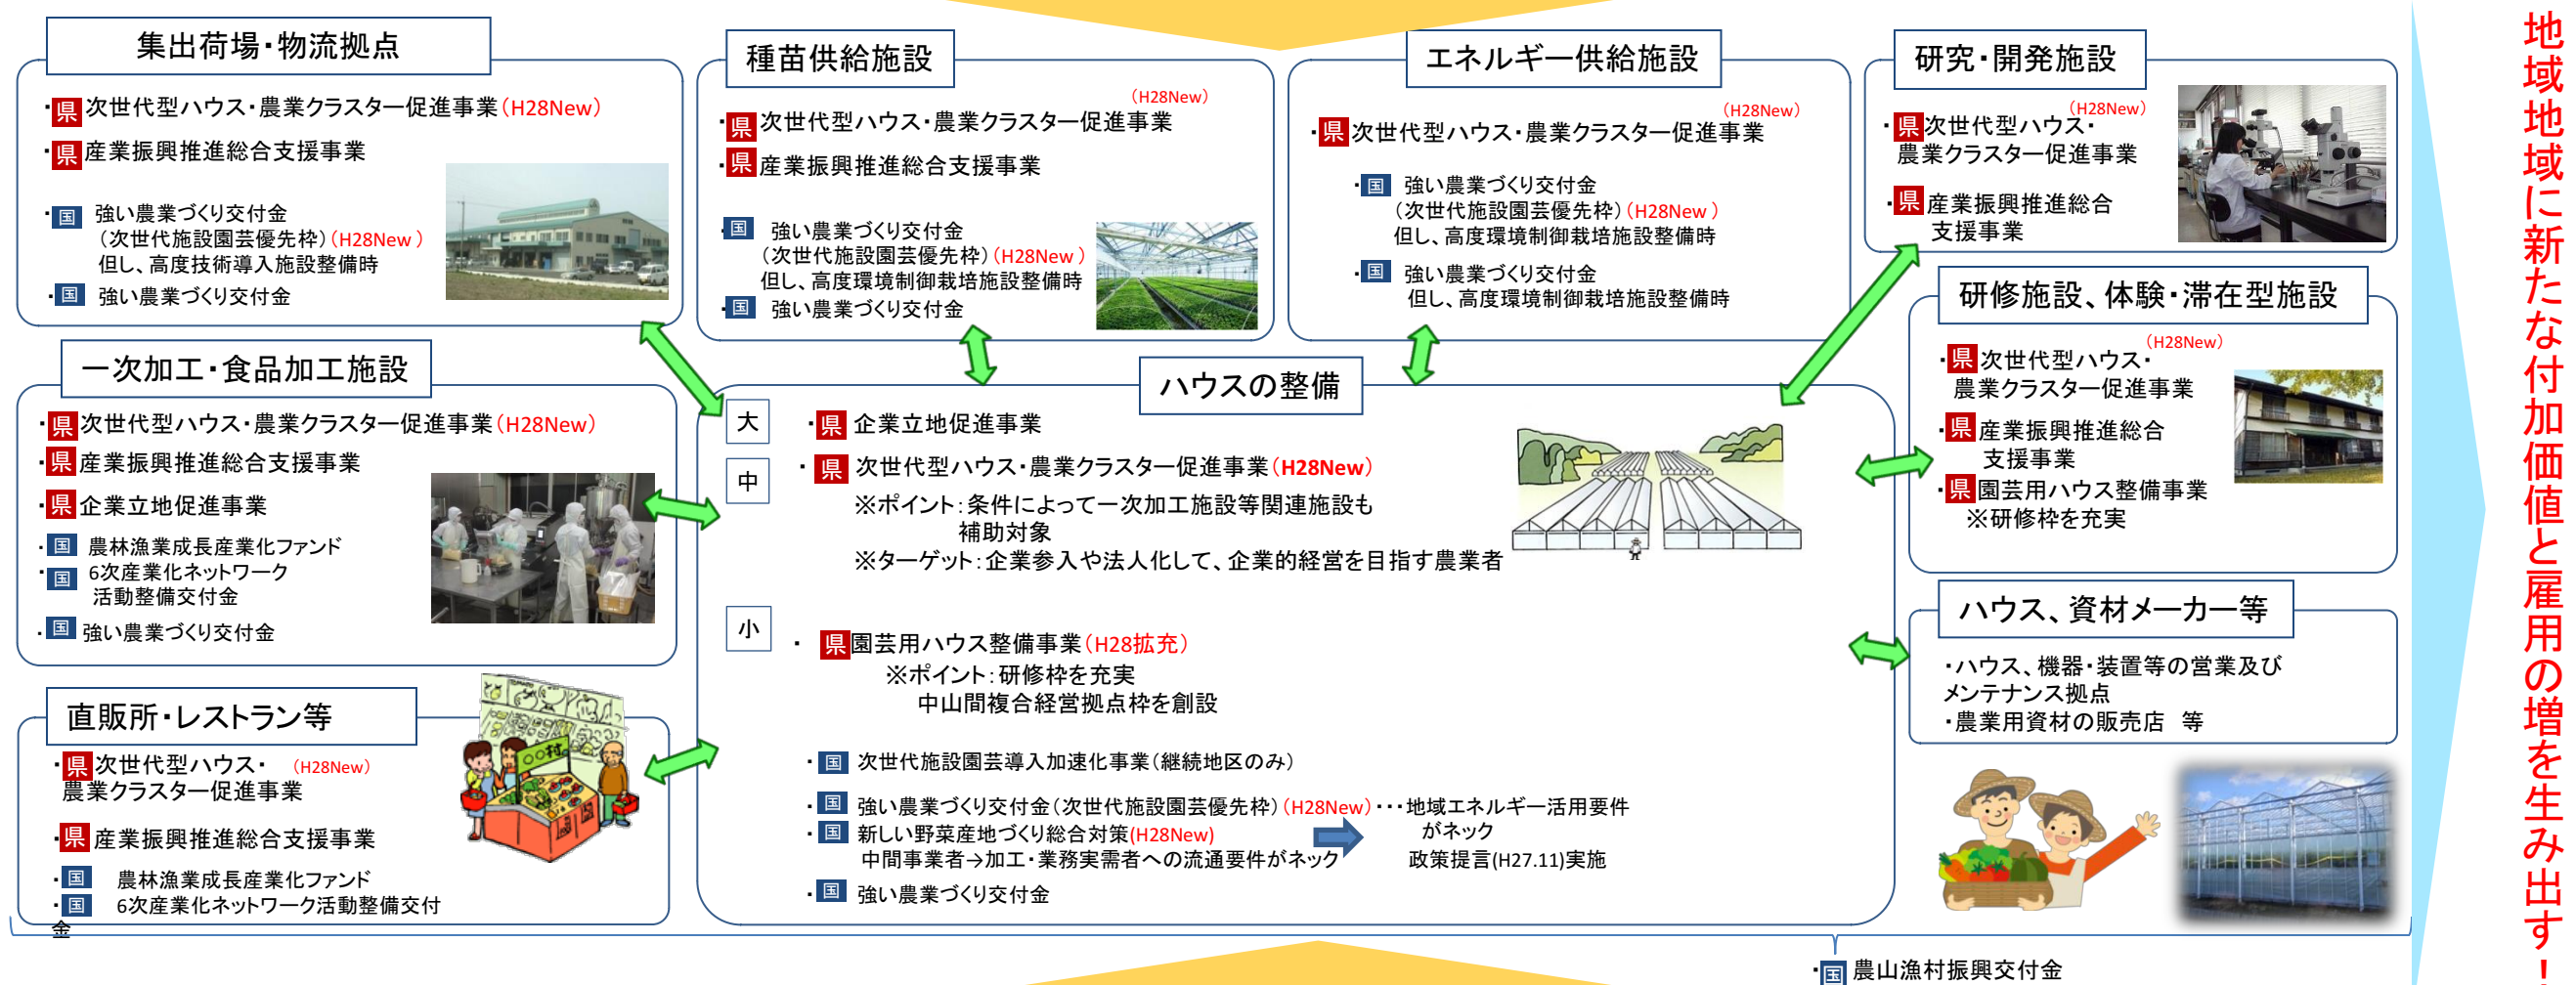 集出荷場・物流拠点
・県 次世代型ハウス・農業クラスター促進事業(H28New)
・県 産業振興推進総合支援事業
・国 強い農業づくり交付金
(次世代施設園芸優先枠)(H28New )
但し、高度技術導入施設整備時
・国 強い農業づくり交付金
種苗供給施設
(H28New)
・県 次世代型ハウス・農業クラスター促進事業
・県 産業振興推進総合支援事業
・国 強い農業づくり交付金
(次世代施設園芸優先枠)(H28New )
但し、高度環境制御栽培施設整備時
・国 強い農業づくり交付金
エネルギー供給施設
(H28New)
・県 次世代型ハウス・農業クラスター促進事業
・国 強い農業づくり交付金
(次世代施設園芸優先枠)(H28New )
但し、高度環境制御栽培施設整備時
・国 強い農業づくり交付金
但し、高度環境制御栽培施設整備時
研究・開発施設
(H28New)
・県 次世代型ハウス・
農業クラスター促進事業
・県 産業振興推進総合
支援事業
研修施設、体験・滞在型施設
(H28New)
・県 次世代型ハウス・
農業クラスター促進事業
・県 産業振興推進総合
支援事業
・県 園芸用ハウス整備事業
※研修枠を充実
ハウス、資材メーカー等
・ハウス、機器・装置等の営業及び
メンテナンス拠点
・農業用資材の販売店 等
一次加工・食品加工施設
・県 次世代型ハウス・農業クラスター促進事業(H28New)
・県 産業振興推進総合支援事業
・県 企業立地促進事業
・国 農林漁業成長産業化ファンド
・国 6次産業化ネットワーク
活動整備交付金
・国 強い農業づくり交付金
直販所・レストラン等
・県 次世代型ハウス・ (H28New)
農業クラスター促進事業
・県 産業振興推進総合支援事業
・国 農林漁業成長産業化ファンド
・国 6次産業化ネットワーク活動整備交付
金
〇〇村
ハウスの整備
大
・県 企業立地促進事業
中
・県 次世代型ハウス・農業クラスター促進事業(H28New)
※ポイント:条件によって一次加工施設等関連施設も
補助対象
※ターゲット:企業参入や法人化して、企業的経営を目指す農業者
小
・県 園芸用ハウス整備事業(H28拡充)
※ポイント:研修枠を充実
中山間複合経営拠点枠を創設
・国 次世代施設園芸導入加速化事業(継続地区のみ)
・国 強い農業づくり交付金(次世代施設園芸優先枠)(H28New)・・・地域エネルギー活用要件
がネック
・国 新しい野菜産地づくり総合対策(H28New)
中間事業者→加工・業務実需者への流通要件がネック
政策提言(H27.11)実施
・国 強い農業づくり交付金
・国 農山漁村振興交付金
地域地域に新たな付加価値と雇用の増を生み出す!